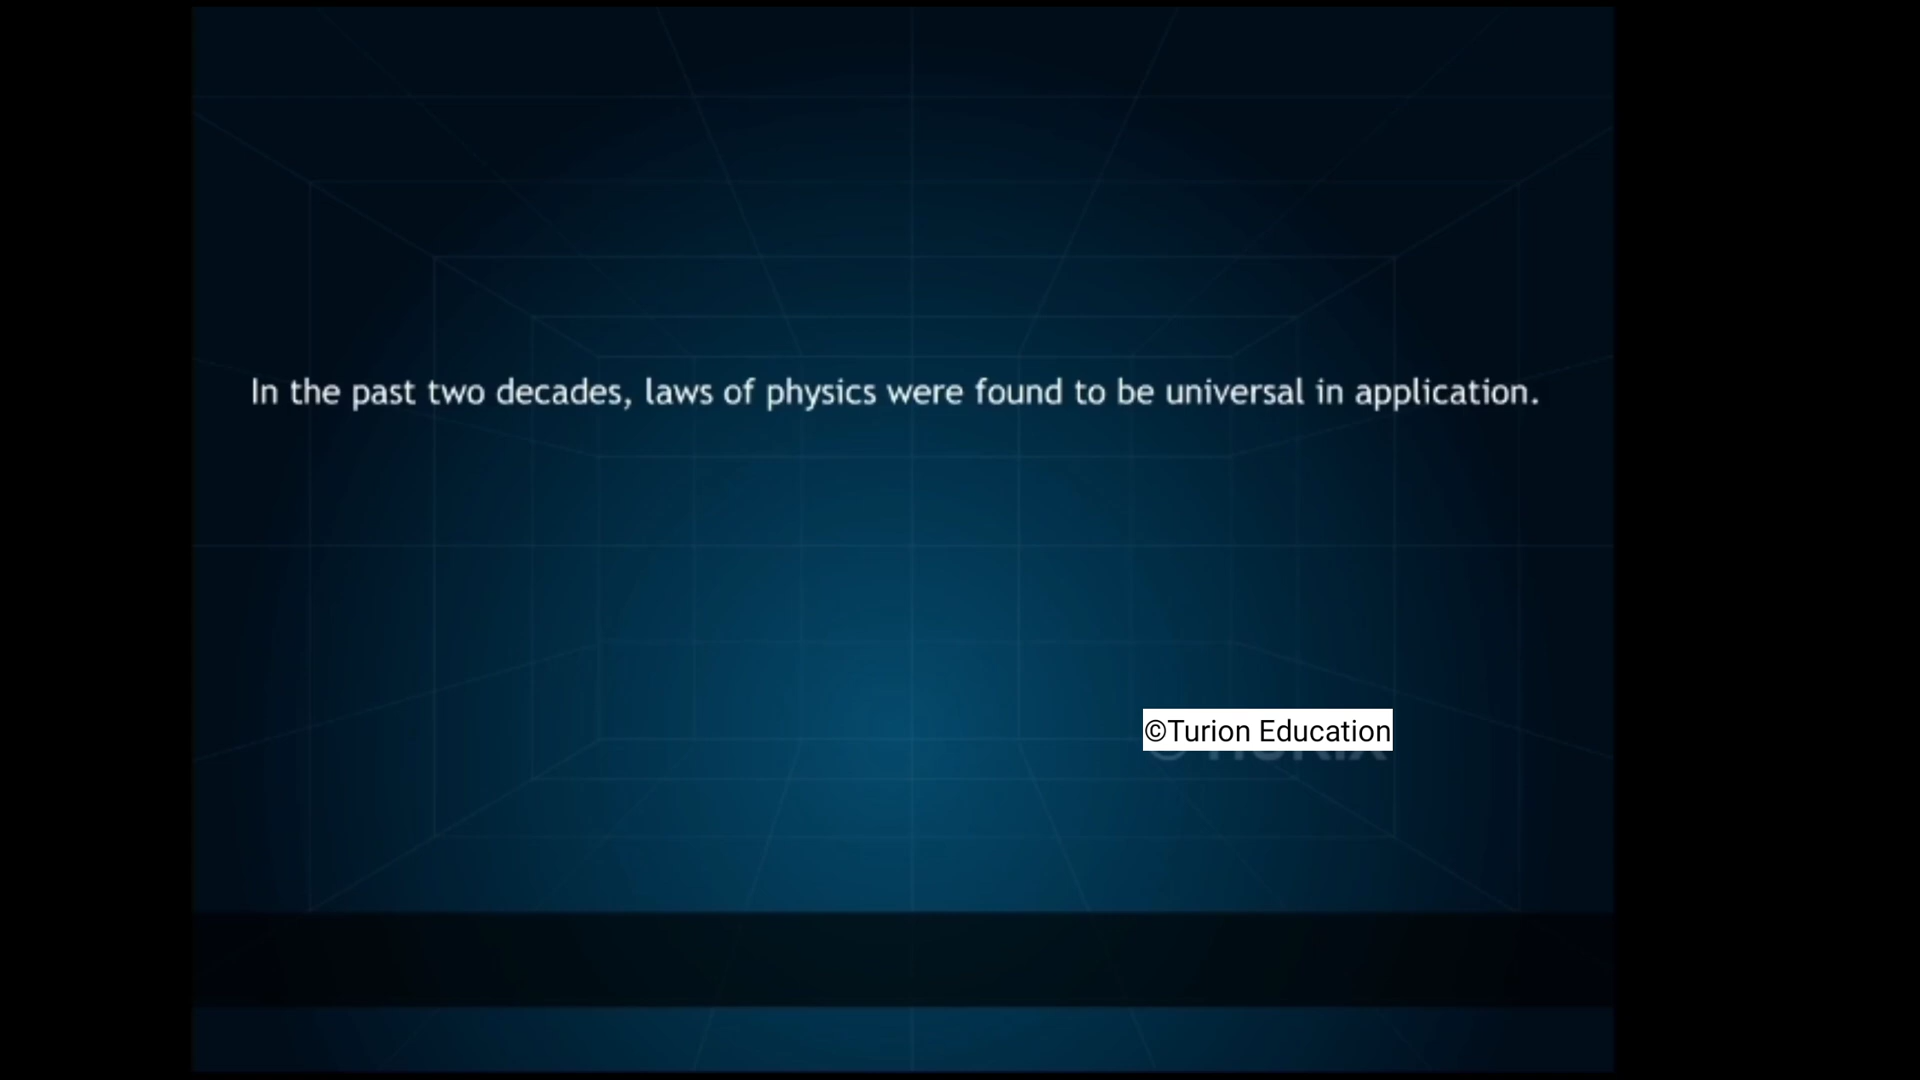 In the past two decades, laws of physics were found to be universal in application.
©Turion Education